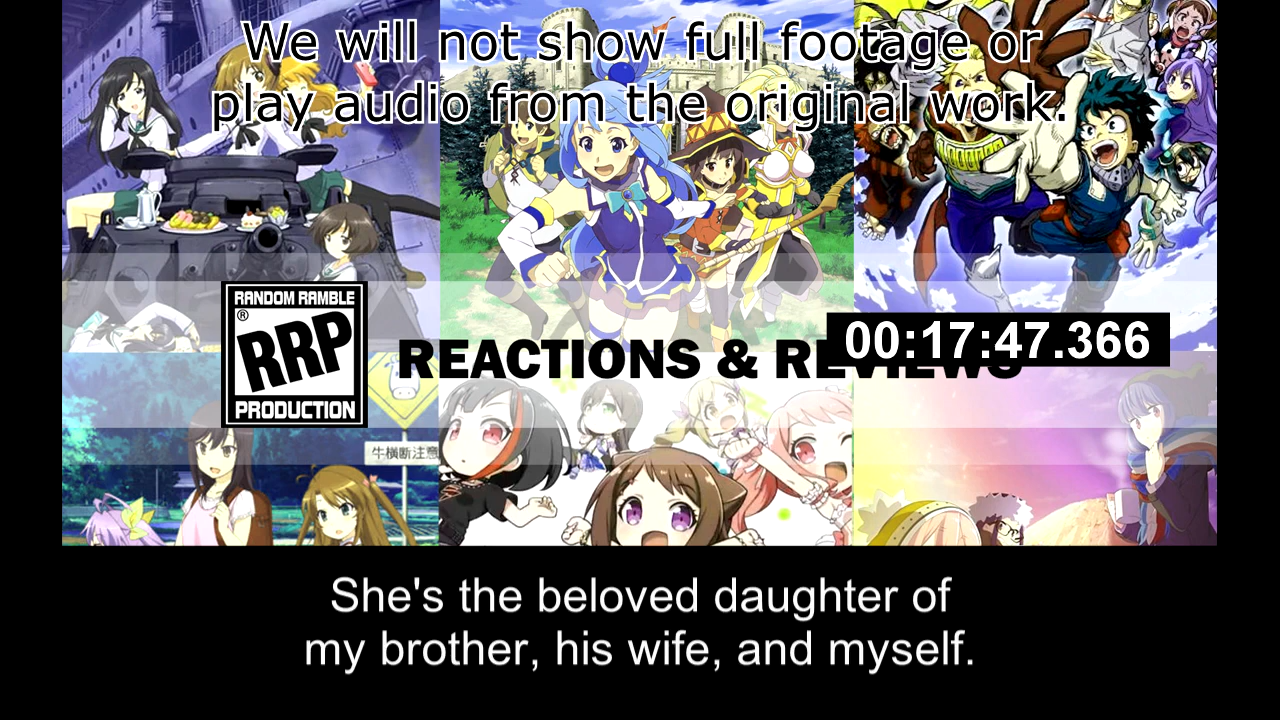 We will not show full footage or
play audio from the original work.
RANDOM RAMBLE
®
RRP
PRODUCTION
REACTIONS & REVIEWS
00:17:47.366
牛横断注意
She's the beloved daughter of
my brother, his wife, and myself.